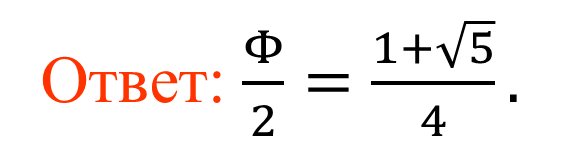 Ответ: Ф/2 = (1+√5)/4.